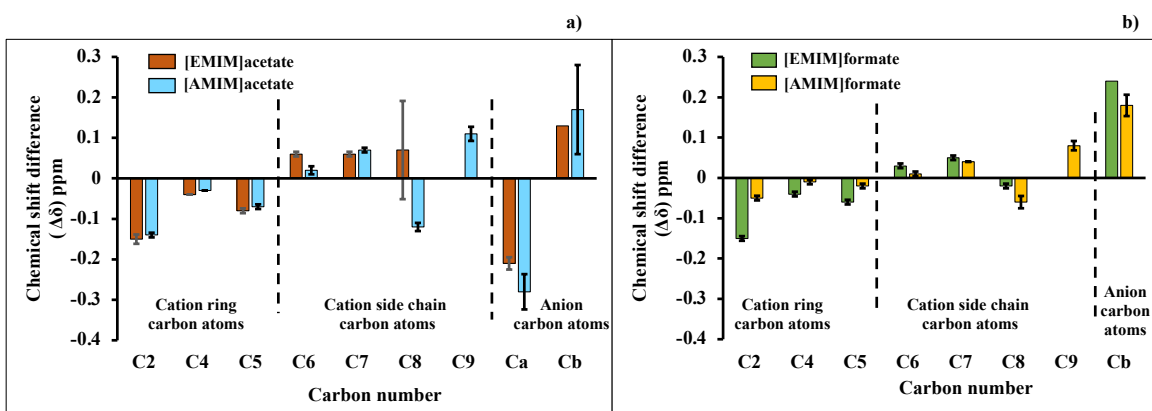 a)
0.3
0.2
0.1
0
-0.1
-0.2
-0.3
-0.4
Chemical shift difference
( Δδ) ppm
[EMIM]acetate
[AMIM]acetate
Cation ring
carbon atoms
Cation side chain
carbon atoms
Anion
carbon atoms
C2 C4 C5 C6 C7 C8 C9 Ca Cb
Carbon number
b)
0.3
0.2
0.1
0
-0.1
-0.2
-0.3
-0.4
Chemical shift difference
(Δδ) ppm
[EMIM]formate
[AMIM]formate
Cation ring
carbon atoms
Cation side chain
carbon atoms
Anion
carbon
atoms
C2 C4 C5 C6 C7 C8 C9 Cb
Carbon number